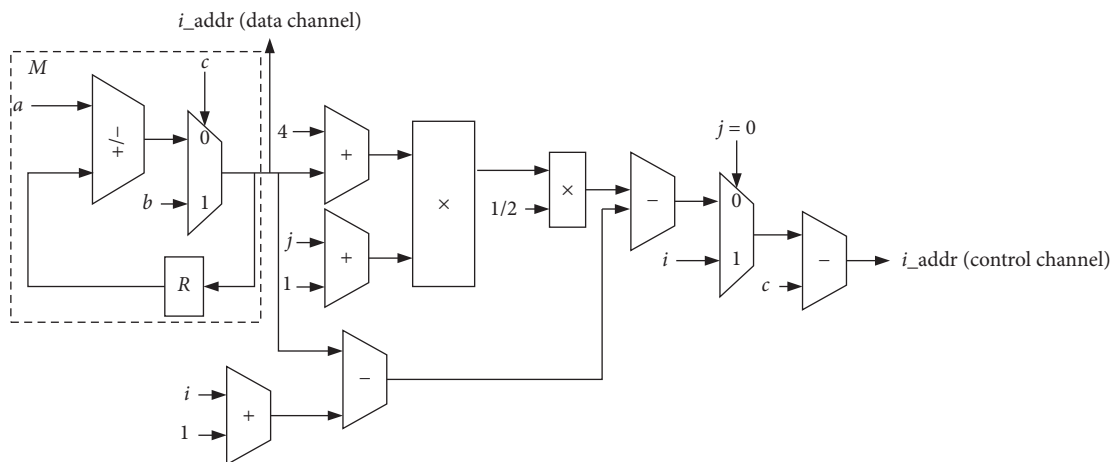 i_addr (data channel)
M
c
a
+/−
0
b
1
R
4
+
j
1
+
×
1/2
×
−
j = 0
0
1
i
c
−
i_addr (control channel)
−
i
1
+